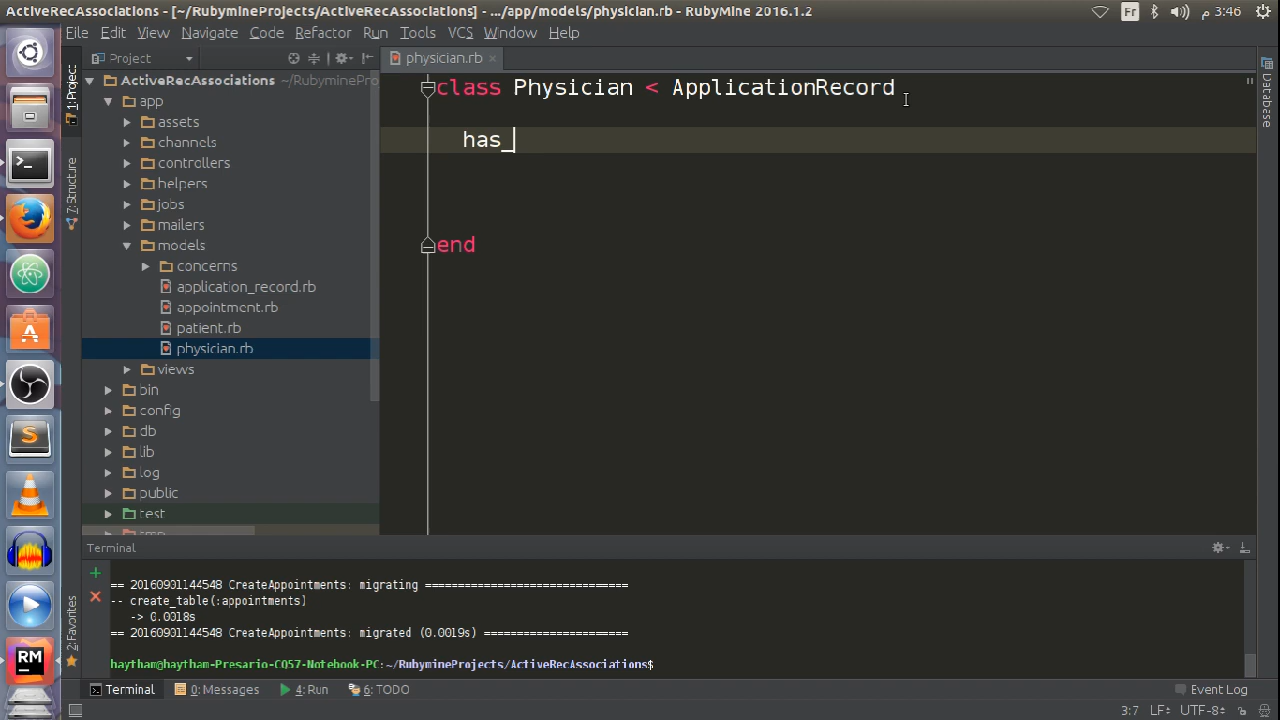 ActiveRecAssociations - [~/RubymineProjects/ActiveRecAssociations] - .../app/models/physician.rb - RubyMine 2016.1.2
Fr
3:46 م
File Edit View Navigate Code Refactor Run Tools VCS Window Help
Project
physician.rb
1: Project
7: Structure
2: Favorites
Database
ActiveRecAssociations ~/RubyminePro
app
assets
channels
controllers
helpers
jobs
mailers
models
concerns
application_record.rb
appointment.rb
patient.rb
physician.rb
views
bin
config
db
lib
log
public
test
class Physician < ApplicationRecord
has_
end
Terminal
== 20160901144548 CreateAppointments: migrating ==============================
-- create_table(:appointments)
-> 0.0018s
== 20160901144548 CreateAppointments: migrated (0.0019s) =====================
haytham@haytham-Presario-CQ57-Notebook-PC:~/RubymineProjects/ActiveRecAssociations$
Terminal 0: Messages 4: Run 6: TODO Event Log
3:7 LF UTF-8
RM